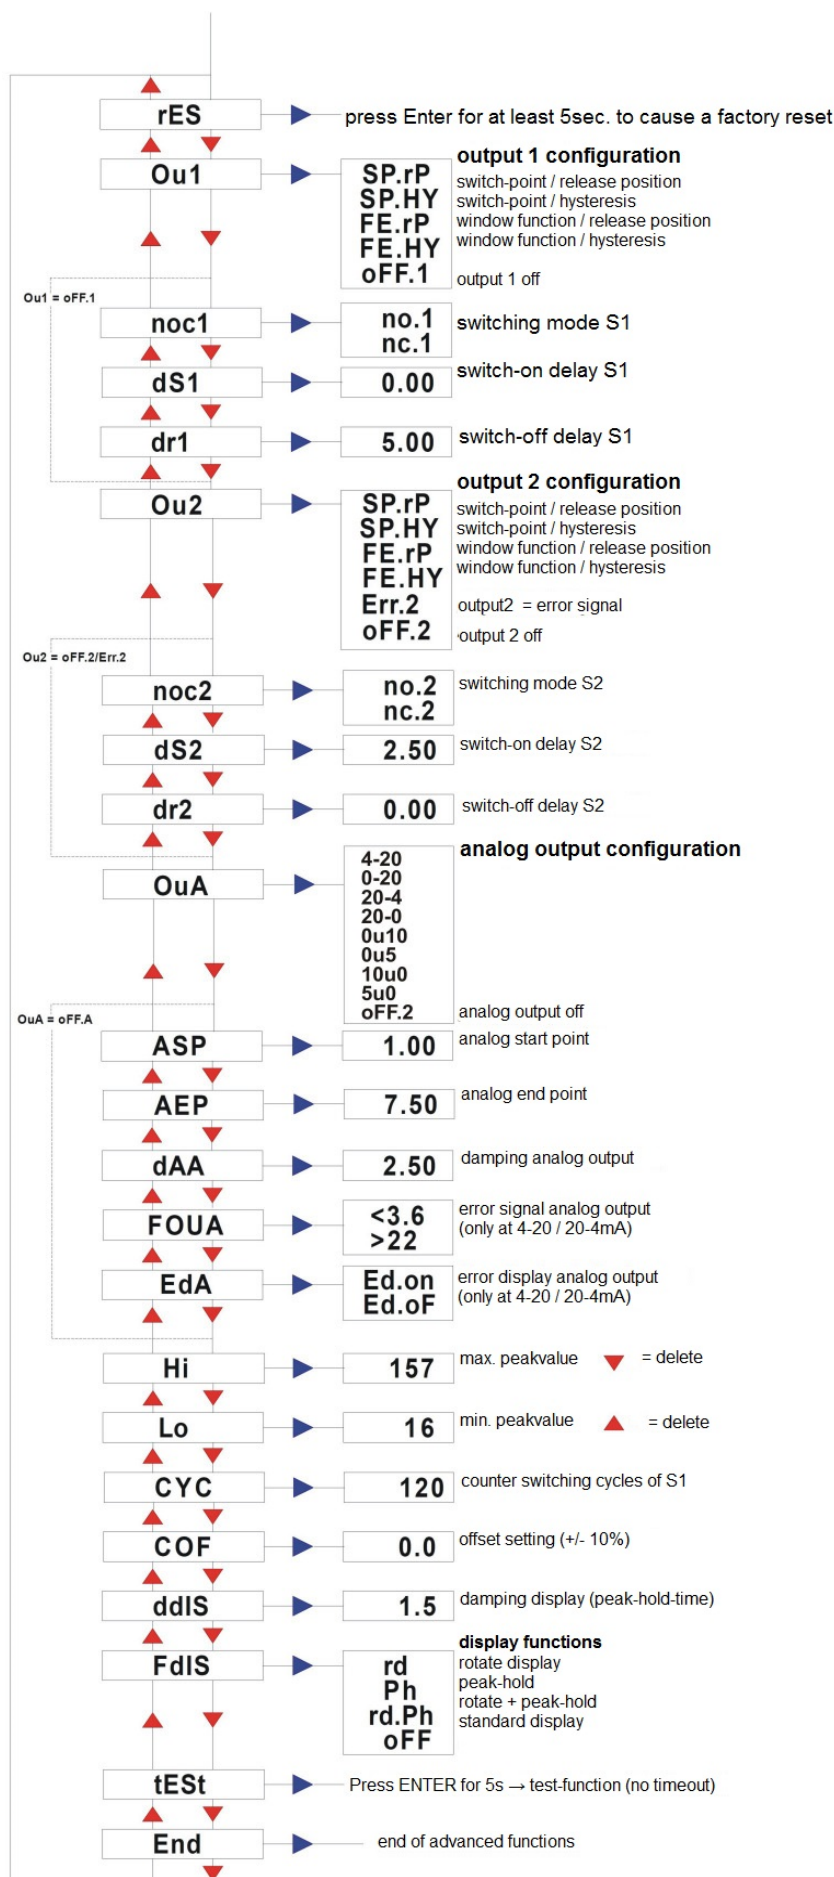 rES
press Enter for at least 5sec. to cause a factory reset
Ou1
output 1 configuration
SP.rP
switch-point / release position
SP.HY
switch-point / hysteresis
FE.rP
window function / release position
FE.HY
window function / hysteresis
oFF.1
output 1 off
Ou1 = oFF.1
noc1
no.1
nc.1
switching mode S1
dS1
0.00
switch-on delay S1
dr1
5.00
switch-off delay S1
Ou2
output 2 configuration
SP.rP
switch-point / release position
SP.HY
switch-point / hysteresis
FE.rP
window function / release position
FE.HY
window function / hysteresis
Err.2
output2 = error signal
oFF.2
output 2 off
Ou2 = oFF.2/Err.2
noc2
no.2
nc.2
switching mode S2
dS2
2.50
switch-on delay S2
dr2
0.00
switch-off delay S2
OuA
analog output configuration
4-20
0-20
20-4
20-0
0u10
0u5
10u0
5u0
oFF.2
analog output off
OuA = oFF.A
ASP
1.00
analog start point
AEP
7.50
analog end point
dAA
2.50
damping analog output
FOUA
<3.6
>22
error signal analog output
(only at 4-20 / 20-4mA)
EdA
Ed.on
Ed.oF
error display analog output
(only at 4-20 / 20-4mA)
Hi
157
max. peakvalue
= delete
Lo
16
min. peakvalue
= delete
CYC
120
counter switching cycles of S1
COF
0.0
offset setting (+/- 10%)
ddIS
1.5
damping display (peak-hold-time)
FdIS
display functions
rd
rotate display
Ph
peak-hold
rd.Ph
rotate + peak-hold
oFF
standard display
tESt
Press ENTER for 5s → test-function (no timeout)
End
end of advanced functions